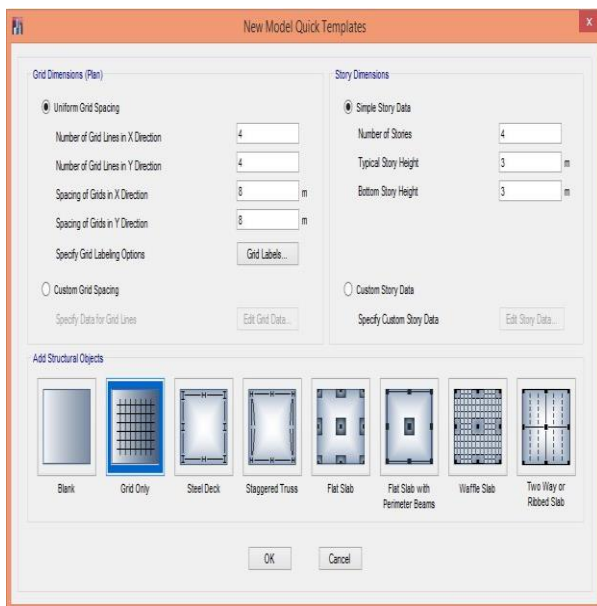 New Model Quick Templates
x
Grid Dimensions (Plan)
Uniform Grid Spacing
Number of Grid Lines in X Direction 4
Number of Grid Lines in Y Direction 4
Spacing of Grids in X Direction 8 m
Spacing of Grids in Y Direction 8 m
Specify Grid Labeling Options Grid Labels...
Custom Grid Spacing
Specify Data for Grid Lines Edit Grid Data...
Story Dimensions
Simple Story Data
Number of Stories 4
Typical Story Height 3 m
Bottom Story Height 3 m
Custom Story Data
Specify Custom Story Data Edit Story Data...
Add Structural Objects
Blank
Grid Only
Steel Deck
Staggered Truss
Flat Slab
Flat Slab with
Perimeter Beams
Waffle Slab
Two Way or
Ribbed Slab
OK Cancel